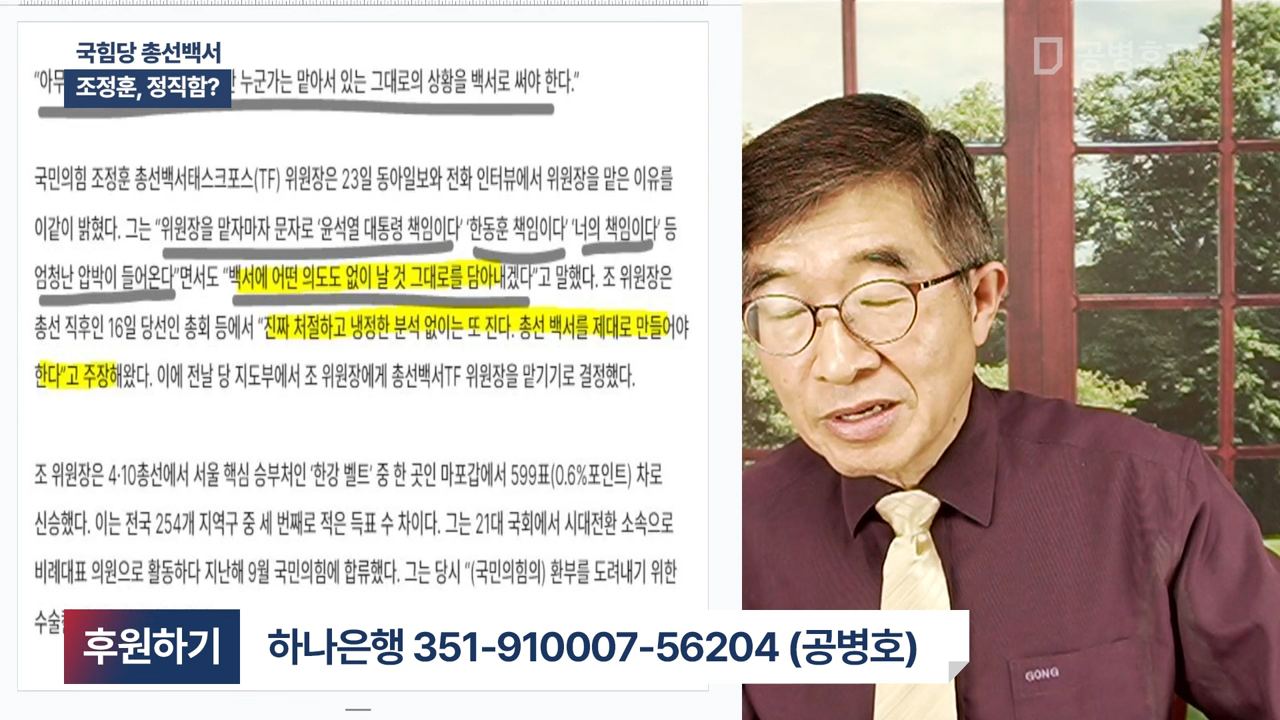 국힘당 총선백서
조정훈, 정직함?
공병호TV
"아무 누군가는 맡아서 있는 그대로의 상황을 백서로 써야 한다."
국민의힘 조정훈 총선백서태스크포스(TF) 위원장은 23일 동아일보와 전화 인터뷰에서 위원장을 맡은 이유를
이같이 밝혔다. 그는 "위원장을 맡자마자 문자로 '윤석열 대통령 책임이다' '한동훈 책임이다' '너의 책임이다' 등
엄청난 압박이 들어온다"면서도 "백서에 어떤 의도도 없이 날 것 그대로를 담아내겠다"고 말했다. 조 위원장은
총선 직후인 16일 당선인 총회 등에서 "진짜 처절하고 냉정한 분석 없이는 또 진다. 총선 백서를 제대로 만들어야
한다"고 주장해왔다. 이에 전날 당 지도부에서 조 위원장에게 총선백서TF 위원장을 맡기기로 결정했다.
조 위원장은 4·10총선에서 서울 핵심 승부처인 '한강 벨트' 중 한 곳인 마포갑에서 599표(0.6%포인트) 차로
신승했다. 이는 전국 254개 지역구 중 세 번째로 적은 득표 수 차이다. 그는 21대 국회에서 시대전환 소속으로
비례대표 의원으로 활동하다 지난해 9월 국민의힘에 합류했다. 그는 당시 "(국민의힘의) 환부를 도려내기 위한
후원하기
하나은행 351-910007-56204 (공병호)
GONG